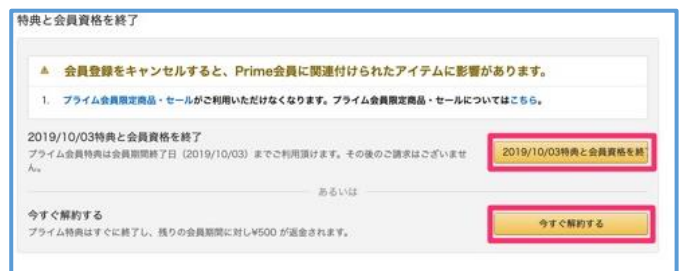 特典と会員資格を終了
会員登録をキャンセルすると、Prime会員に関連付けられたアイテムに影響があります。
1. プライム会員限定商品・セールがご利用いただけなくなります。プライム会員限定商品・セールについてはこちら。
2019/10/03特典と会員資格を終了
プライム会員特典は会員期間終了日（2019/10/03）までご利用頂けます。その後のご請求はございませ
ん。
2019/10/03特典と会員資格を終
あるいは
今すぐ解約する
プライム特典はすぐに終了し、残りの会員期間に対し¥500 が返金されます。
今すぐ解約する